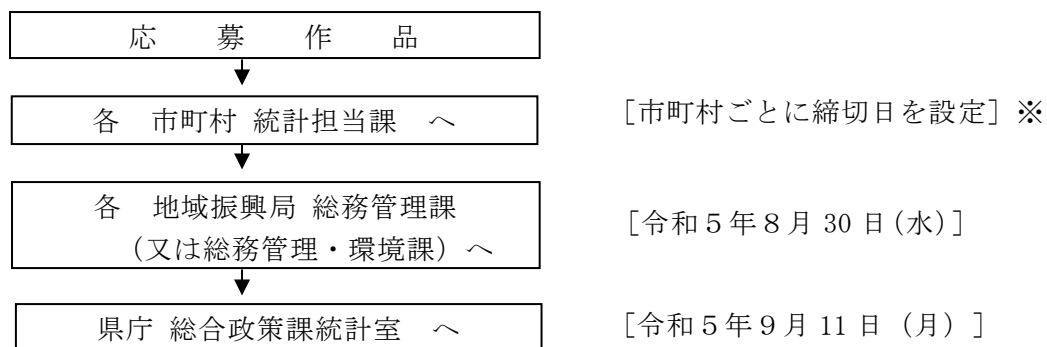 応 募 作 品
各 市町村 統計担当課 へ
［市町村ごとに締切日を設定］※
各 地域振興局 総務管理課
（又は総務管理・環境課）へ
［令和５年８月 30 日(水)］
県庁 総合政策課統計室 へ
［令和５年９月 11 日（月）］